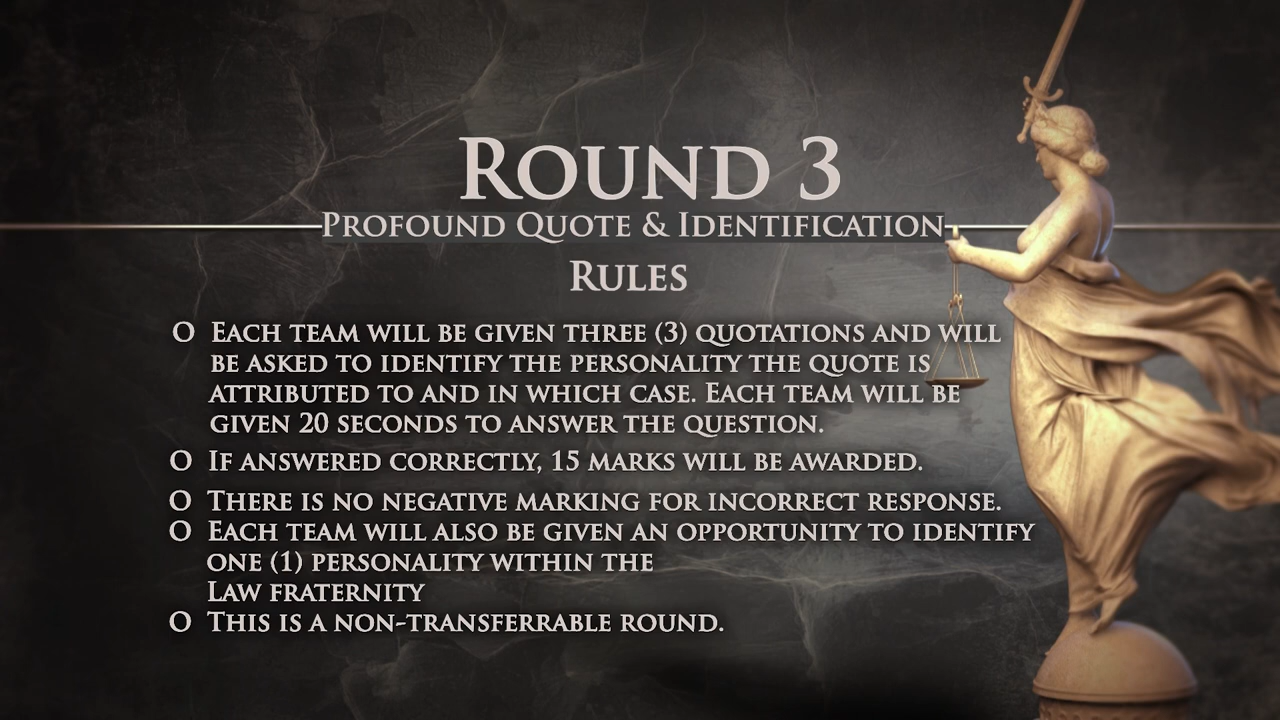 Round 3
Profound Quote & Identification
Rules
O Each team will be given three (3) quotations and will
be asked to identify the personality the quote is
attributed to and in which case. Each team will be
given 20 seconds to answer the question.
O If answered correctly, 15 marks will be awarded.
O There is no negative marking for incorrect response.
O Each team will also be given an opportunity to identify
one (1) personality within the
Law fraternity
O This is a non-transferrable round.